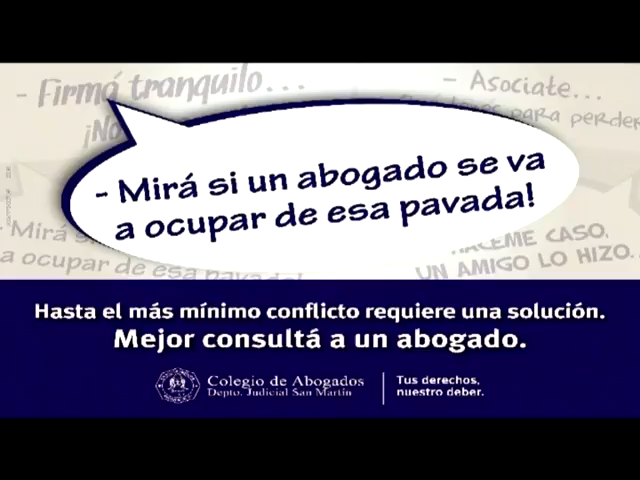 - Firmá tranquilo...
- Asociate...
¡No
para perder
- Mirá si un abogado se va
a ocupar de esa pavada!
- Mirá s
a ocupar de esa pavada!
HACEME CASO,
UN AMIGO LO HIZO.
Hasta el más mínimo conflicto requiere una solución.
Mejor consultá a un abogado.
Colegio de Abogados
Depto. Judicial San Martín
Tus derechos,
nuestro deber.